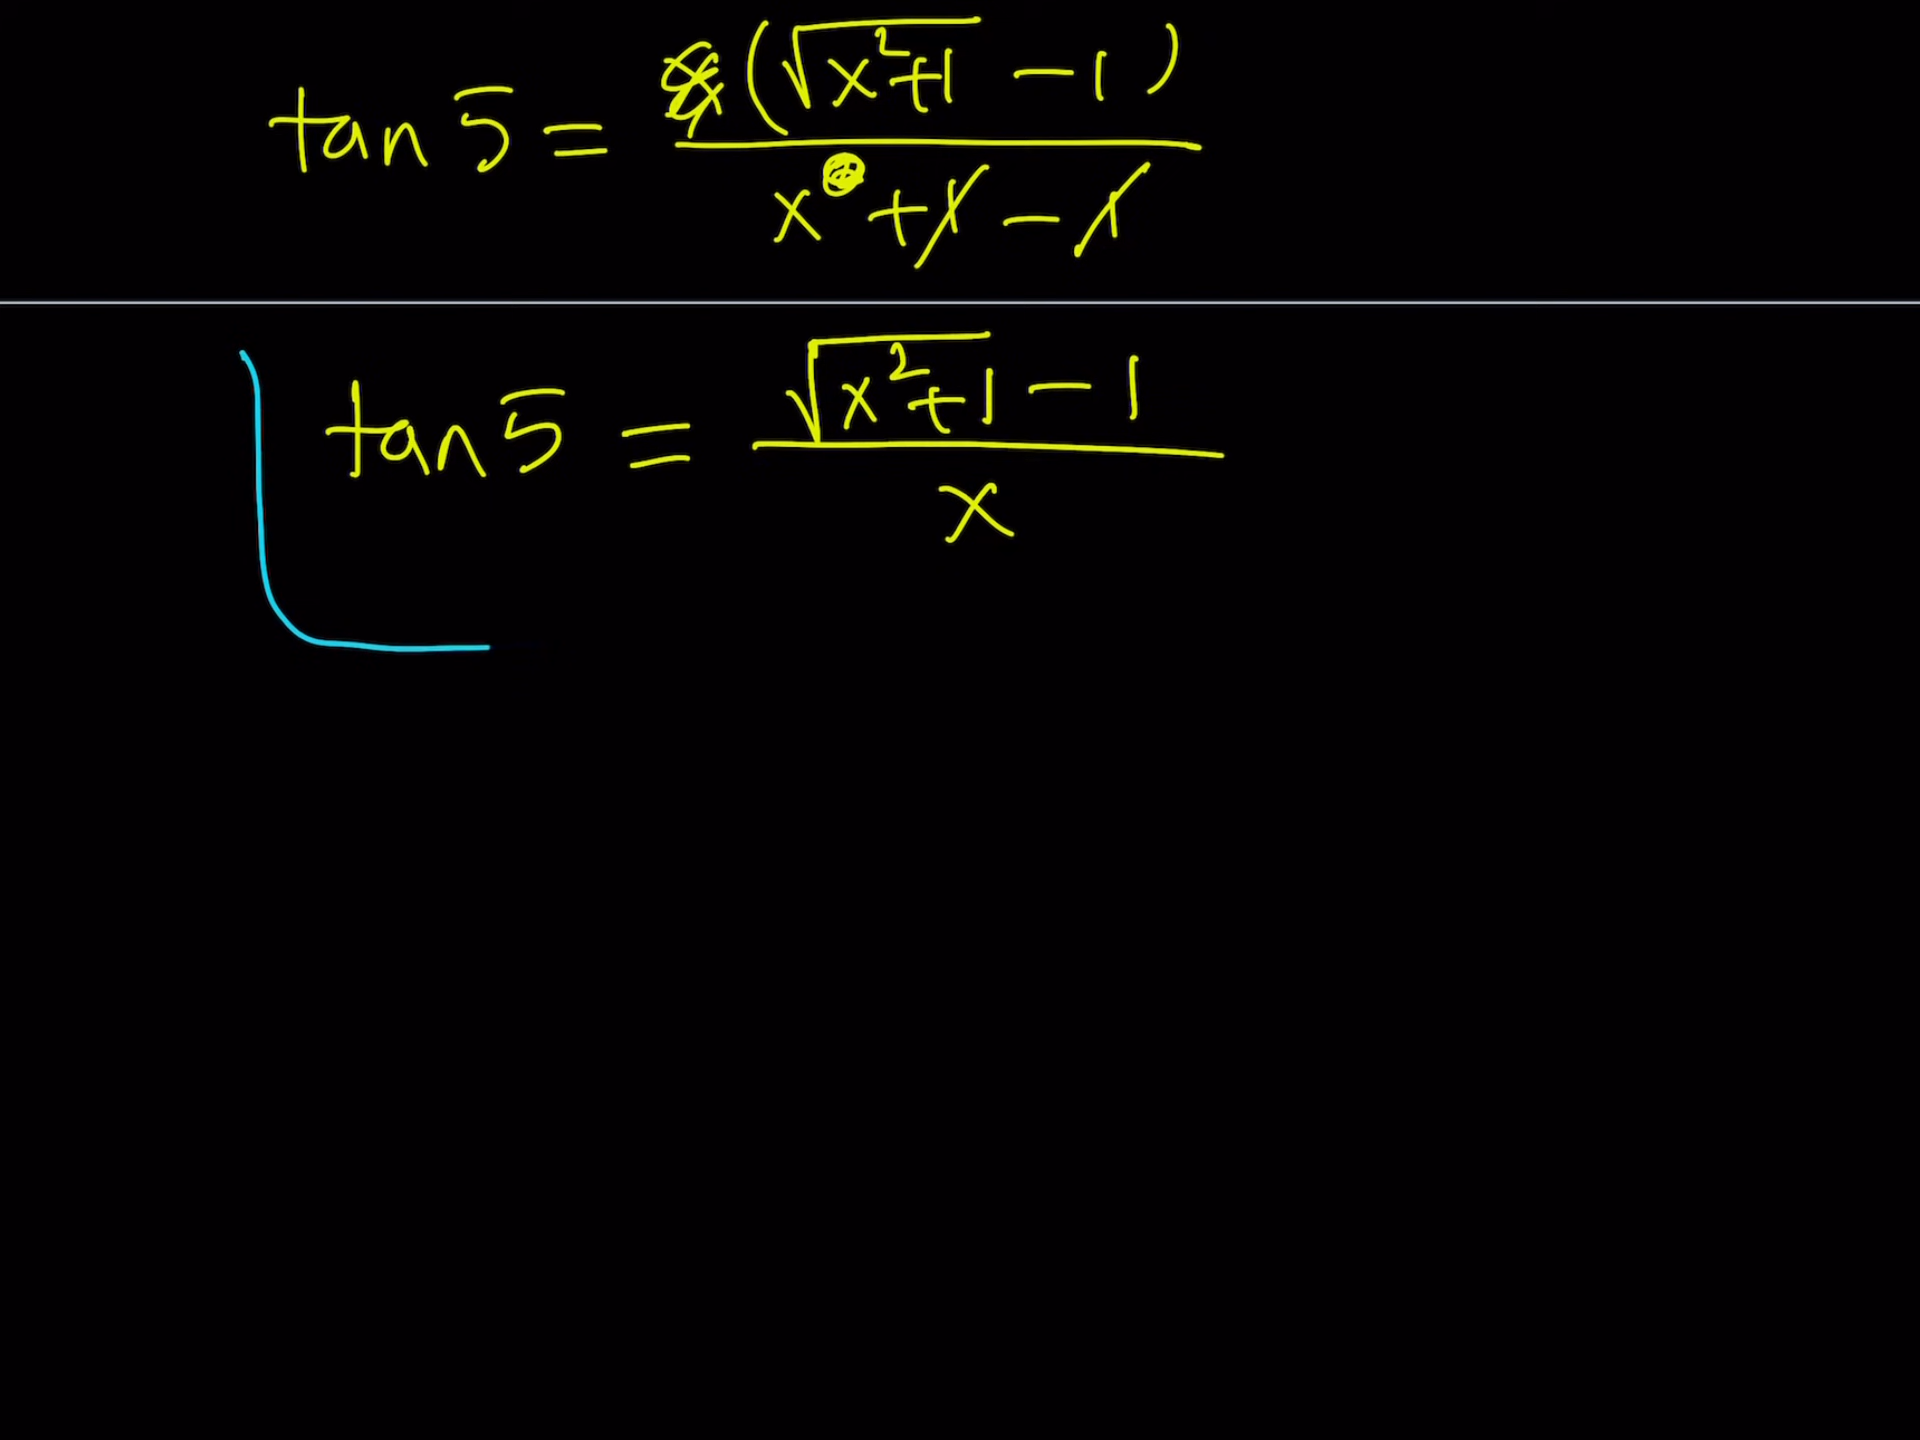 tan 5 = x(√(x²+1) - 1) / x² + 1 - 1
tan 5 = (√(x²+1) - 1) / x